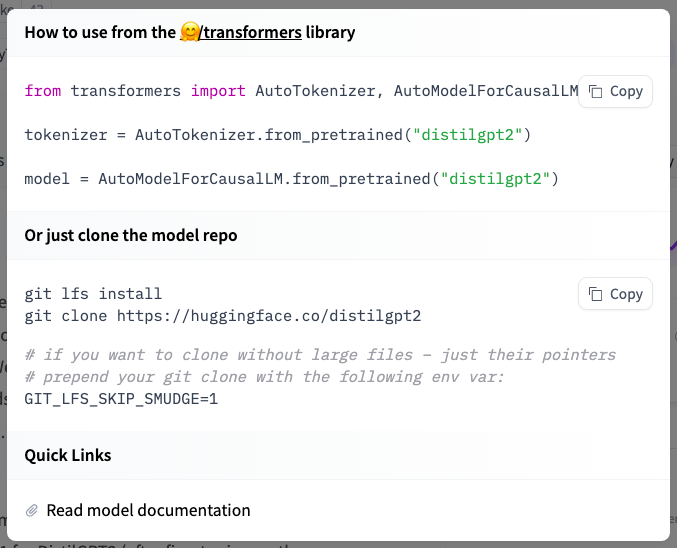 How to use from the 🤗/transformers library
from transformers import AutoTokenizer, AutoModelForCausalLM
Copy
tokenizer = AutoTokenizer.from_pretrained("distilgpt2")
model = AutoModelForCausalLM.from_pretrained("distilgpt2")
Or just clone the model repo
git lfs install
Copy
git clone https://huggingface.co/distilgpt2
# if you want to clone without large files – just their pointers
# prepend your git clone with the following env var:
GIT_LFS_SKIP_SMUDGE=1
Quick Links
Read model documentation